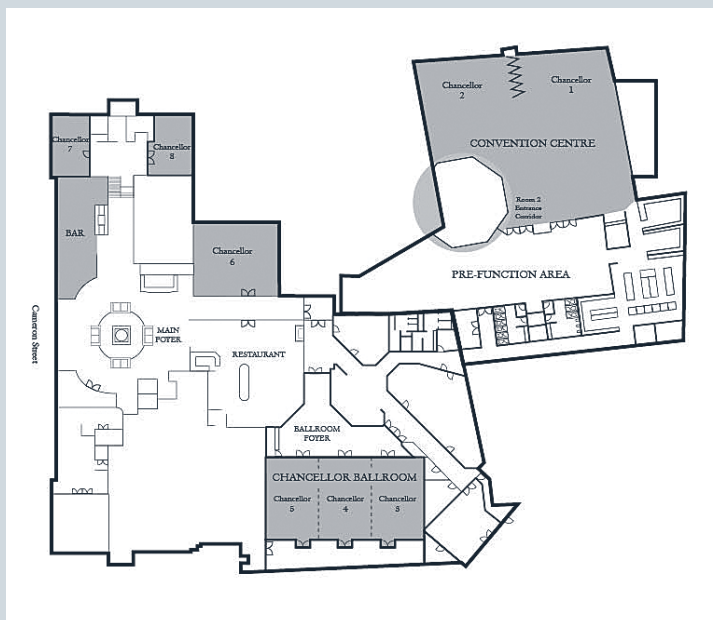 Chancellor
2
Chancellor
1
CONVENTION CENTRE
Chancellor
7
Chancellor
8
Room 2
Entrance
Corridor
BAR
Chancellor
6
PRE-FUNCTION AREA
Cameron Street
MAIN
FOYER
RESTAURANT
BALLROOM
FOYER
CHANCELLOR BALLROOM
Chancellor
5
Chancellor
4
Chancellor
3